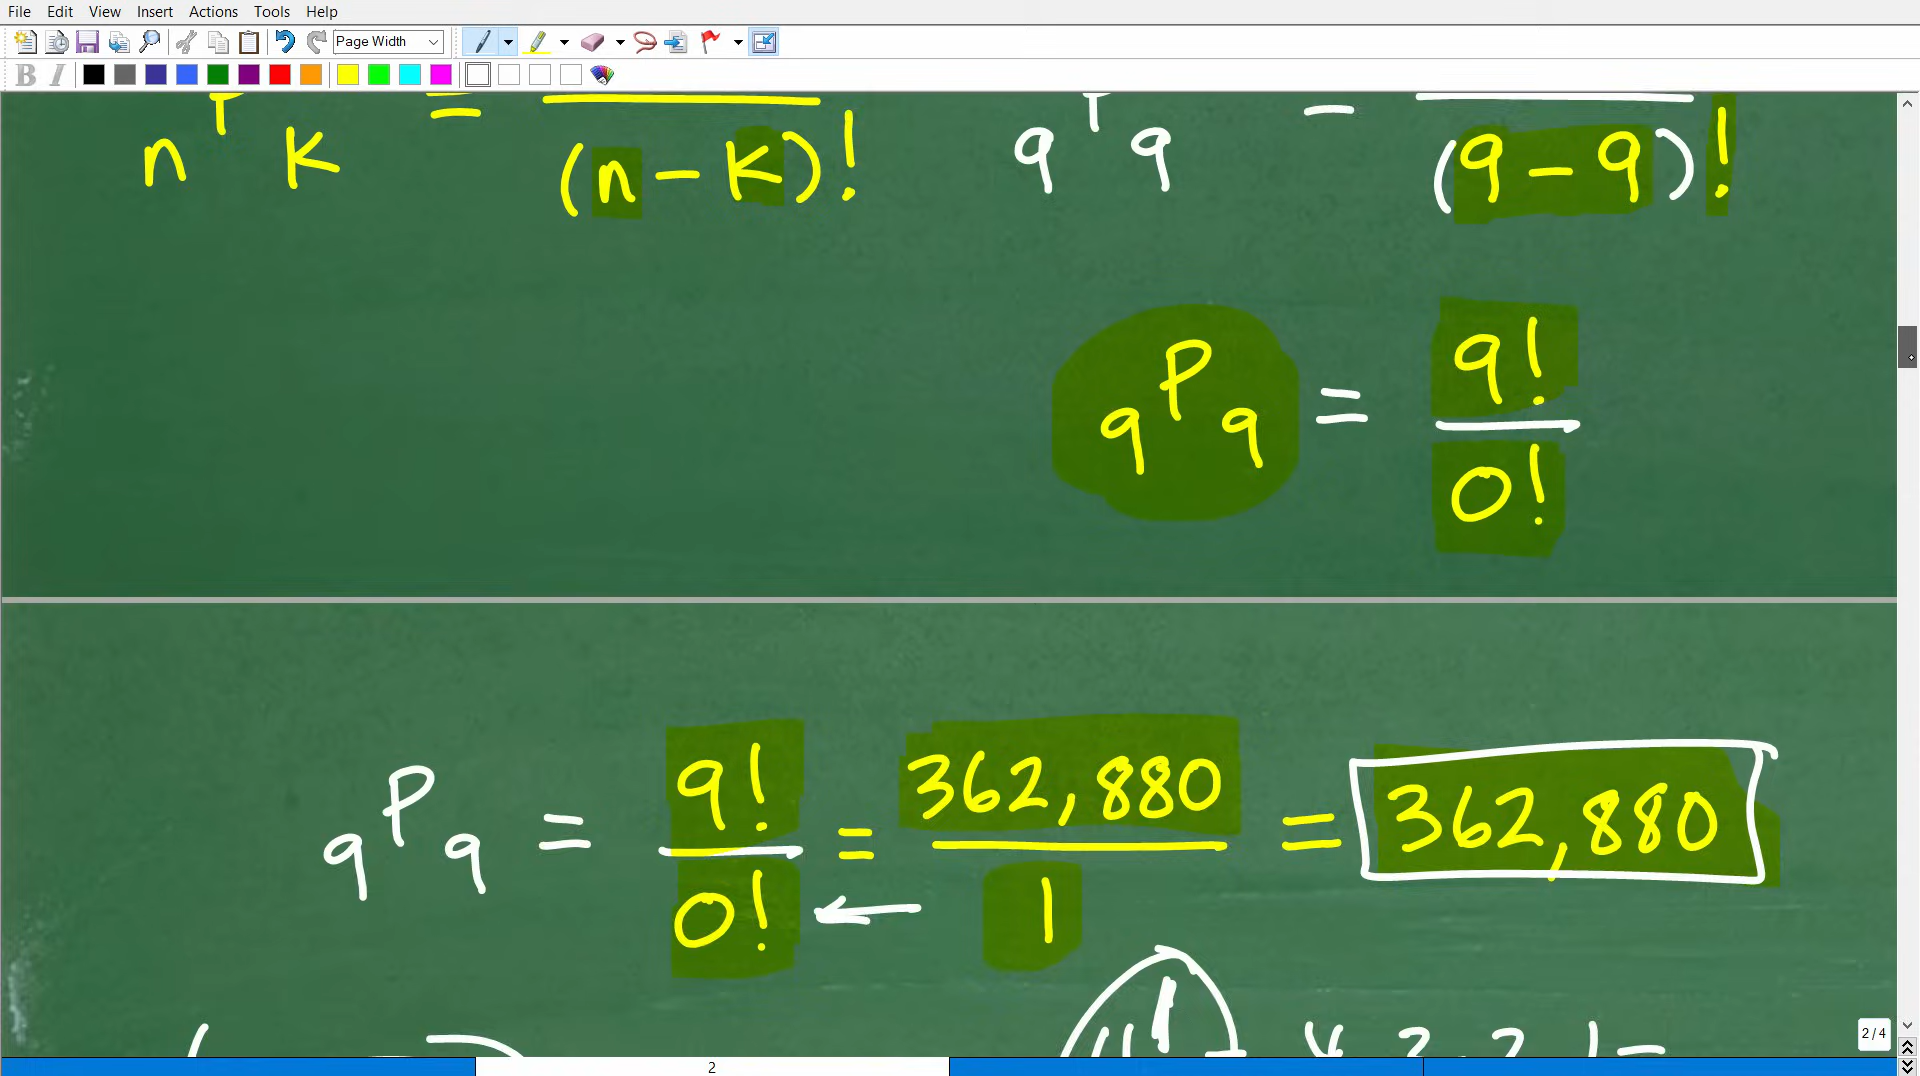 File Edit View Insert Actions Tools Help
Page Width
B I
n P k = (n - k)!
9 P 9 = (9 - 9)!
9 P 9 = 9! / 0!
9 P 9 = 9! / 0! = 362,880 / 1 = 362,880
2 / 4
2